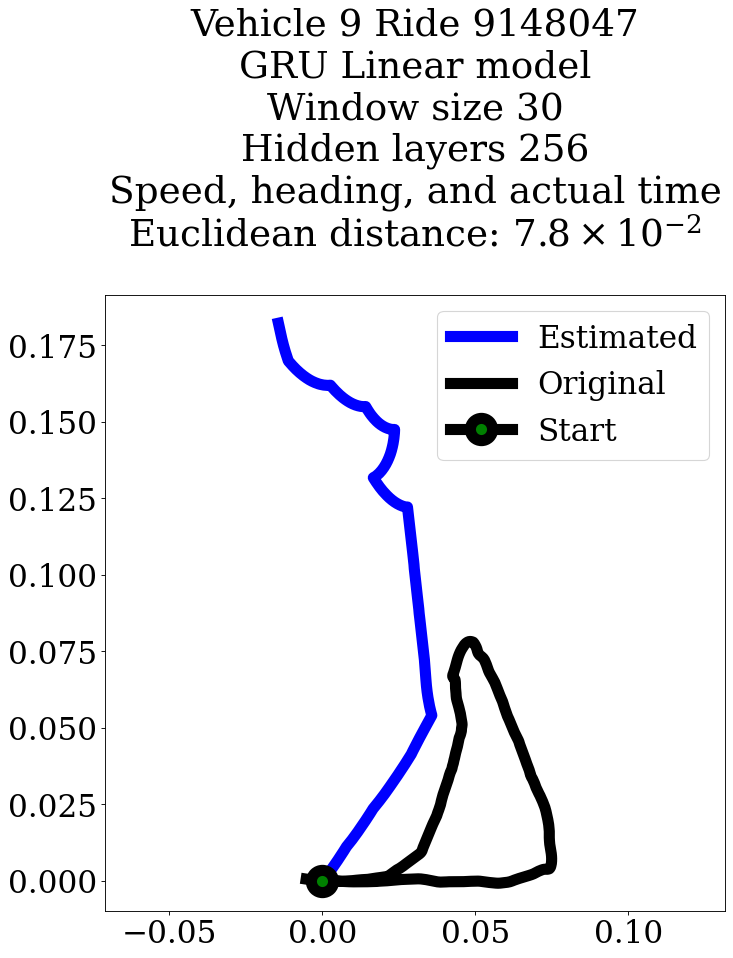 Vehicle 9 Ride 9148047
GRU Linear model
Window size 30
Hidden layers 256
Speed, heading, and actual time
Euclidean distance: 7.8 × 10⁻²
Estimated
Original
Start
0.175
0.150
0.125
0.100
0.075
0.050
0.025
0.000
−0.05 0.00 0.05 0.10